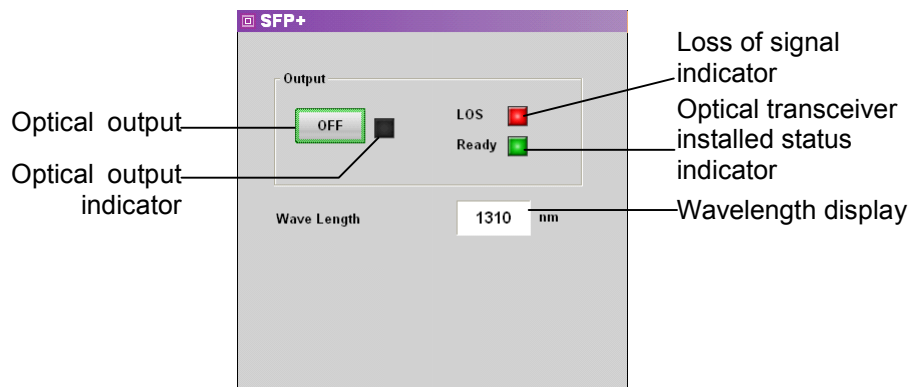 SFP+
Output
OFF
LOS
Ready
Wave Length
1310 nm
Optical output
Optical output
indicator
Loss of signal
indicator
Optical transceiver
installed status
indicator
Wavelength display